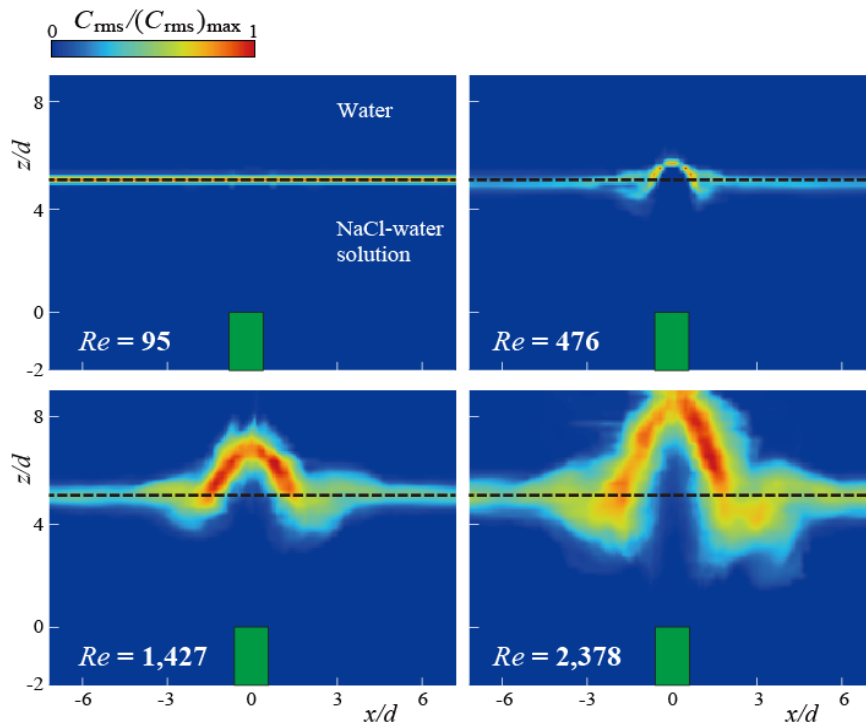 C_rms/(C_rms)_max
0 1
8
z/d
4
0
-2
Water
NaCl-water
solution
Re = 95
Re = 476
8
z/d
4
0
-2
Re = 1,427
Re = 2,378
-6 -3 0 3 6
x/d
-6 -3 0 3 6
x/d